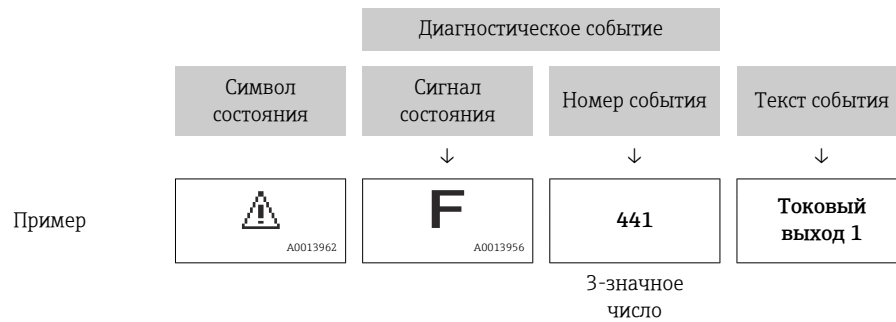 Диагностическое событие
Символ состояния
Сигнал состояния
Номер события
Текст события
↓
↓
↓
Пример
A0013962
F
A0013956
441
Токовый
выход 1
3-значное
число